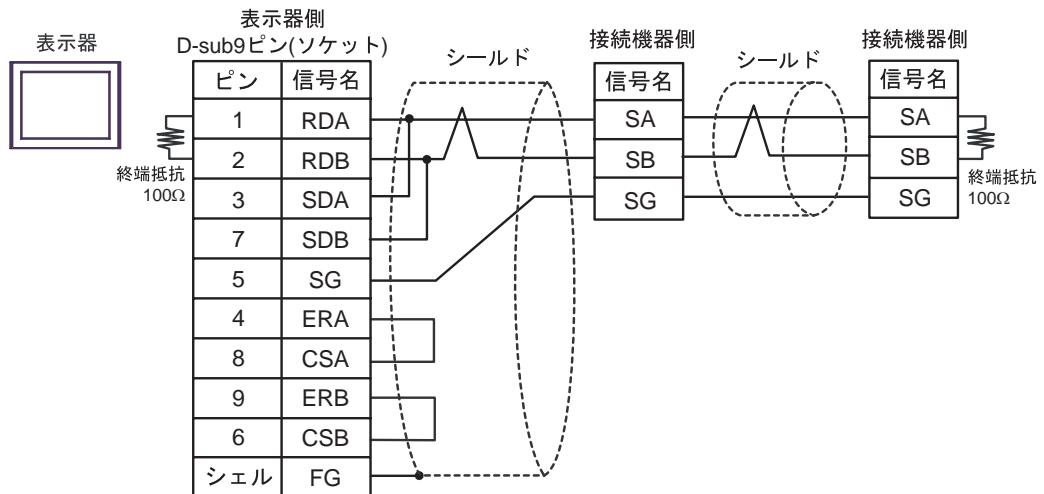 表示器
表示器側
D-sub9ピン(ソケット)
ピン 信号名
1 RDA
2 RDB
3 SDA
7 SDB
5 SG
4 ERA
8 CSA
9 ERB
6 CSB
シェル FG
終端抵抗
100Ω
シールド
接続機器側
信号名
SA
SB
SG
シールド
接続機器側
信号名
SA
SB
SG
終端抵抗
100Ω